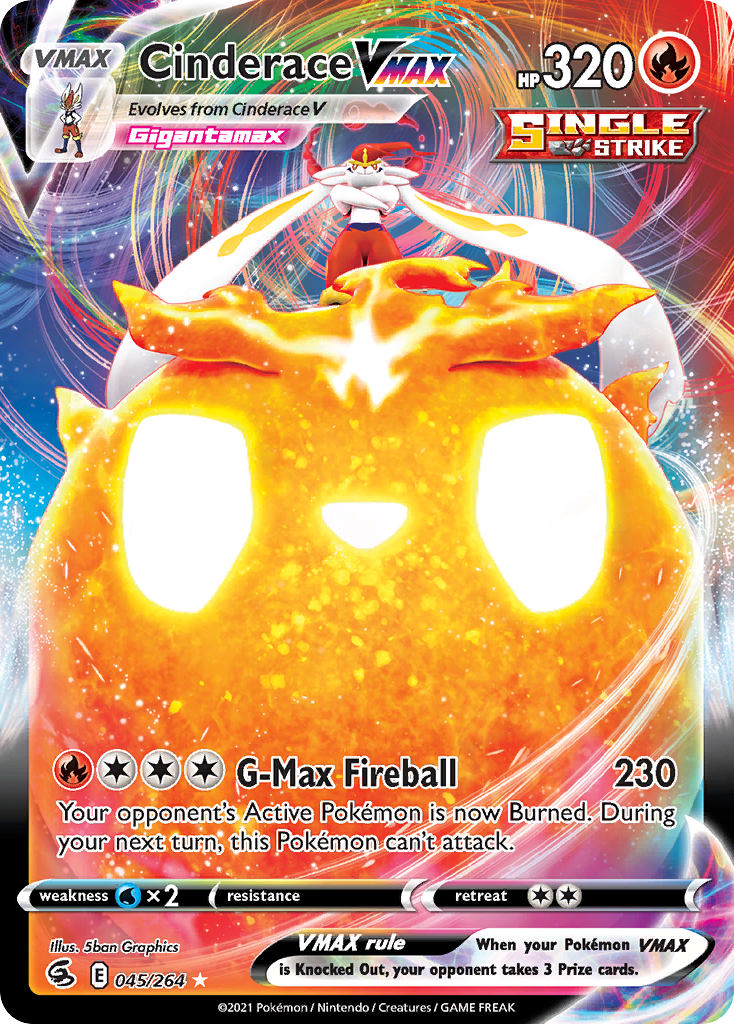 VMAX
Cinderace VMAX
HP 320
Evolves from Cinderace V
Gigantamax
SINGLE
STRIKE
G-Max Fireball 230
Your opponent's Active Pokémon is now Burned. During
your next turn, this Pokémon can't attack.
weakness ×2 resistance retreat
Illus. 5ban Graphics
VMAX rule When your Pokémon VMAX
is Knocked Out, your opponent takes 3 Prize cards.
E 045/264
©2021 Pokémon / Nintendo / Creatures / GAME FREAK